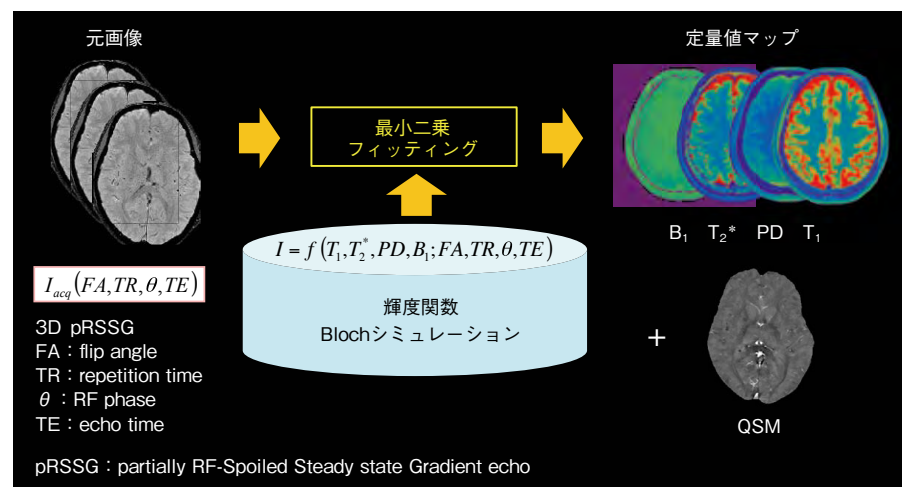 元画像
定量値マップ
最小二乗
フィッティング
B₁ T₂* PD T₁
I = f(T₁,T₂*,PD,B₁;FA,TR,θ,TE)
輝度関数
Blochシミュレーション
I_acq(FA,TR,θ,TE)
3D pRSSG
FA：flip angle
TR：repetition time
θ：RF phase
TE：echo time
+
QSM
pRSSG：partially RF-Spoiled Steady state Gradient echo